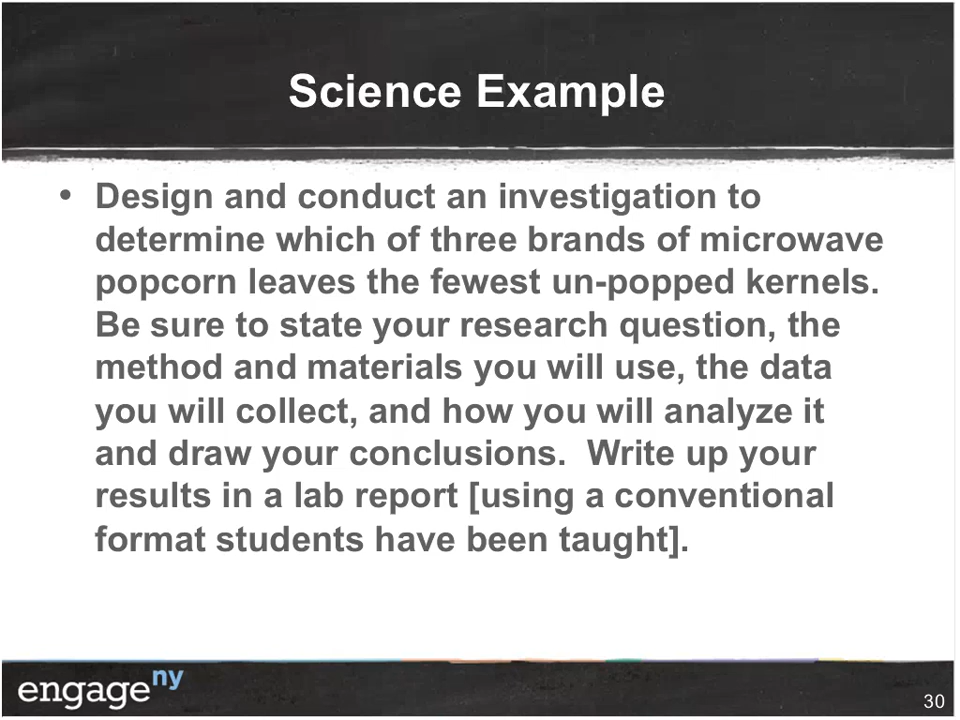 Science Example
• Design and conduct an investigation to
determine which of three brands of microwave
popcorn leaves the fewest un-popped kernels.
Be sure to state your research question, the
method and materials you will use, the data
you will collect, and how you will analyze it
and draw your conclusions.  Write up your
results in a lab report [using a conventional
format students have been taught].
engageny
30